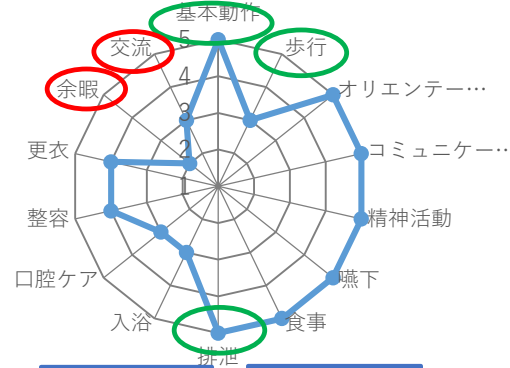 基本動作
歩行
オリエンテー…
コミュニケー…
精神活動
嚥下
食事
排泄
入浴
口腔ケア
整容
更衣
余暇
交流
5
4
3
2
1